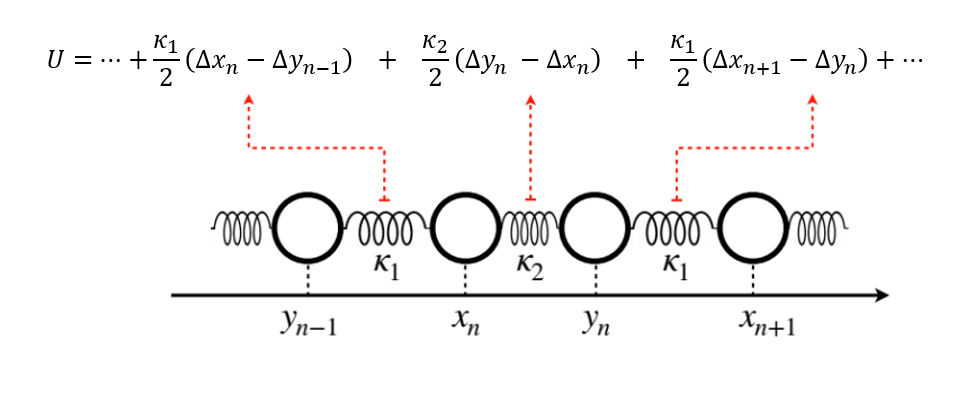 U = ⋯ + κ₁/2 (Δxₙ − Δyₙ₋₁) + κ₂/2 (Δyₙ − Δxₙ) + κ₁/2 (Δxₙ₊₁ − Δyₙ) + ⋯
κ₁ κ₂ κ₁
yₙ₋₁ xₙ yₙ xₙ₊₁